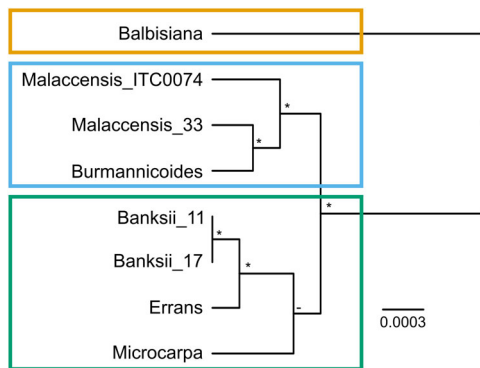 Balbisiana
Malaccensis_ITC0074
*
Malaccensis_33
*
Burmannicoides
*
Banksii_11
*
Banksii_17
*
Errans
-
0.0003
Microcarpa